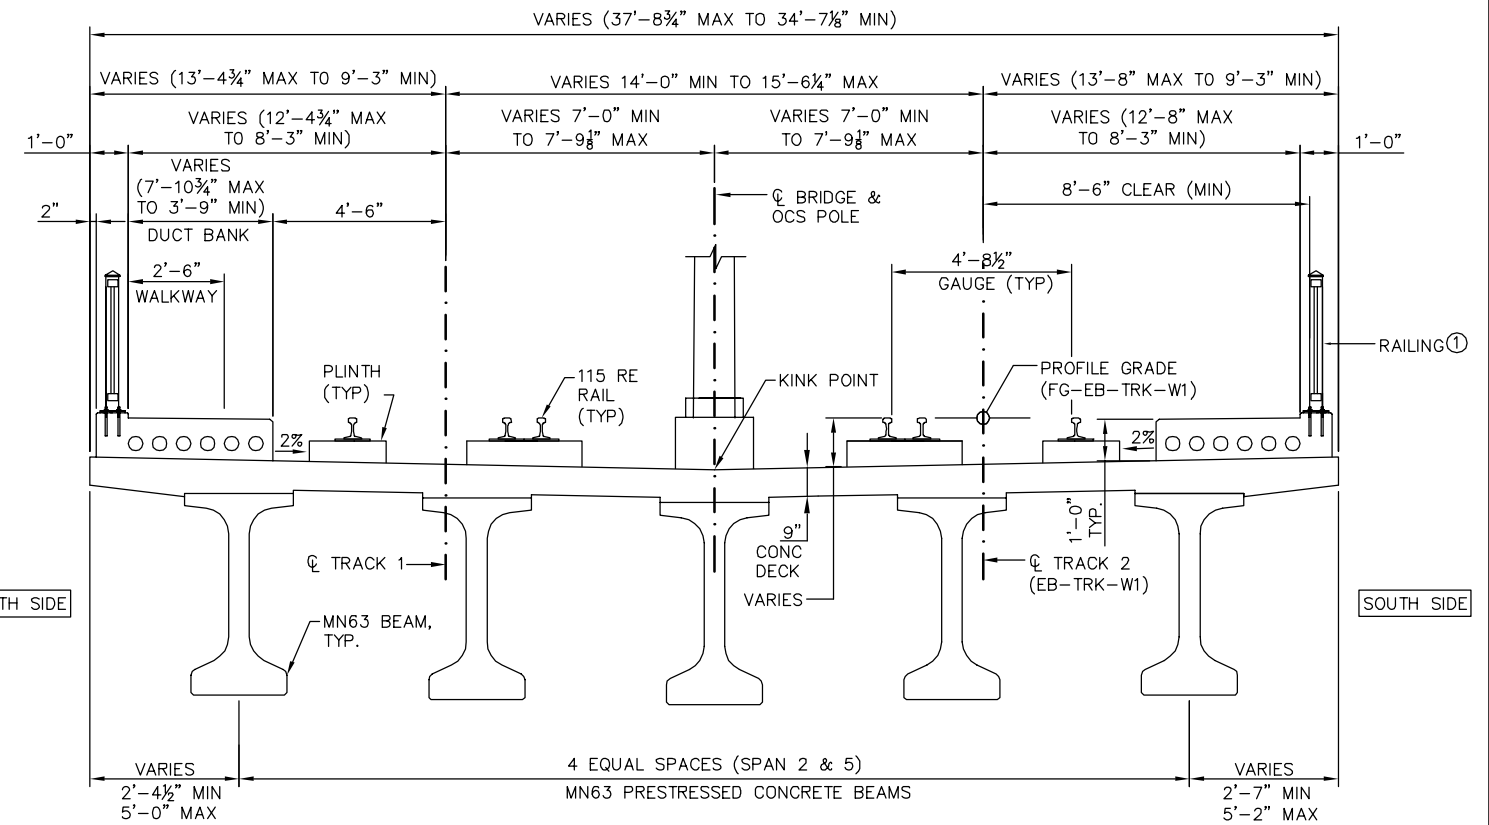 VARIES (37'-8¾" MAX TO 34'-7⅛" MIN)
VARIES (13'-4¾" MAX TO 9'-3" MIN)
VARIES 14'-0" MIN TO 15'-6¼" MAX
VARIES (13'-8" MAX TO 9'-3" MIN)
1'-0"
VARIES (12'-4¾" MAX
TO 8'-3" MIN)
VARIES 7'-0" MIN
TO 7'-9⅛" MAX
VARIES 7'-0" MIN
TO 7'-9⅛" MAX
VARIES (12'-8" MAX
TO 8'-3" MIN)
1'-0"
2"
VARIES
(7'-10¾" MAX
TO 3'-9" MIN)
DUCT BANK
4'-6"
℄ BRIDGE &
OCS POLE
8'-6" CLEAR (MIN)
2'-6"
WALKWAY
4'-8½"
GAUGE (TYP)
PLINTH
(TYP)
115 RE
RAIL
(TYP)
KINK POINT
PROFILE GRADE
(FG-EB-TRK-W1)
RAILING ①
2%
2%
9"
CONC
DECK
VARIES
1'-0"
TYP.
℄ TRACK 1
℄ TRACK 2
(EB-TRK-W1)
TH SIDE
SOUTH SIDE
MN63 BEAM,
TYP.
VARIES
2'-4½" MIN
5'-0" MAX
4 EQUAL SPACES (SPAN 2 & 5)
MN63 PRESTRESSED CONCRETE BEAMS
VARIES
2'-7" MIN
5'-2" MAX